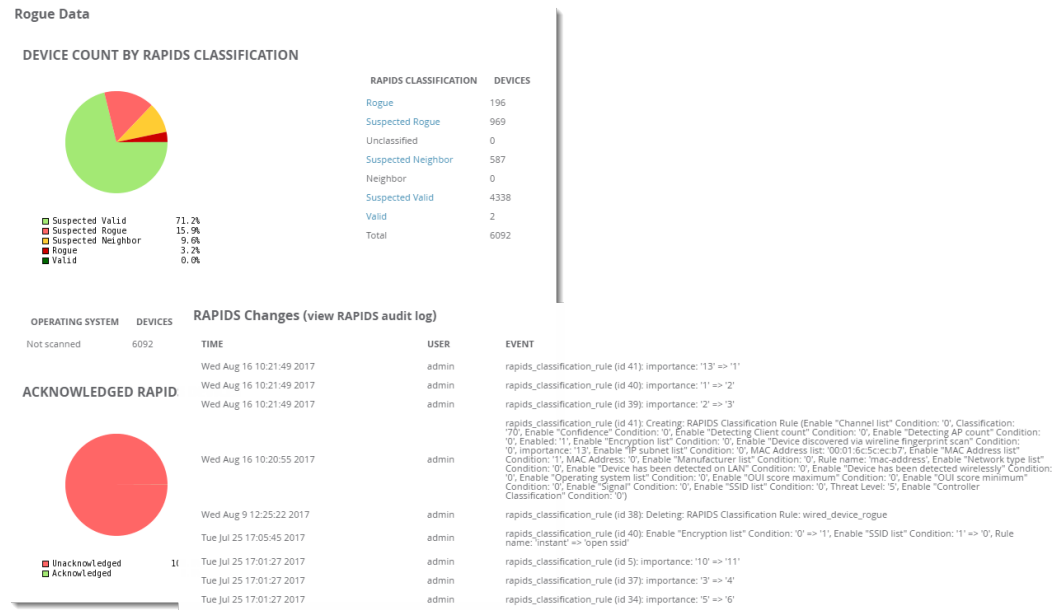 Rogue Data
DEVICE COUNT BY RAPIDS CLASSIFICATION
RAPIDS CLASSIFICATION DEVICES
Rogue 196
Suspected Rogue 969
Unclassified 0
Suspected Neighbor 587
Neighbor 0
Suspected Valid 4338
Valid 2
Total 6092
Suspected Valid 71.2%
Suspected Rogue 15.9%
Suspected Neighbor 9.6%
Rogue 3.2%
Valid 0.0%
OPERATING SYSTEM DEVICES
Not scanned 6092
ACKNOWLEDGED RAPID
Unacknowledged 10
Acknowledged
RAPIDS Changes (view RAPIDS audit log)
TIME USER EVENT
Wed Aug 16 10:21:49 2017 admin rapids_classification_rule (id 41): importance: '13' => '1'
Wed Aug 16 10:21:49 2017 admin rapids_classification_rule (id 40): importance: '1' => '2'
Wed Aug 16 10:21:49 2017 admin rapids_classification_rule (id 39): importance: '2' => '3'
Wed Aug 16 10:20:55 2017 admin rapids_classification_rule (id 41): Creating: RAPIDS Classification Rule (Enable "Channel list" Condition: '0', Classification:
'70', Enable "Confidence" Condition: '0', Enable "Detecting Client count" Condition: '0', Enable "Detecting AP count" Condition:
'0', Enabled: '1', Enable "Encryption list" Condition: '0', Enable "Device discovered via wireline fingerprint scan" Condition:
'0', importance: '13', Enable "IP subnet list" Condition: '0', MAC Address list: '00:01:6c:5c:ec:b7', Enable "MAC Address list"
Condition: '1', MAC Address: '0', Enable "Manufacturer list" Condition: '0', Rule name: 'mac-address', Enable "Network type list"
Condition: '0', Enable "Device has been detected on LAN" Condition: '0', Enable "Device has been detected wirelessly" Condition:
'0', Enable "Operating system list" Condition: '0', Enable "OUI score maximum" Condition: '0', Enable "OUI score minimum"
Condition: '0', Enable "Signal" Condition: '0', Enable "SSID list" Condition: '0', Threat Level: '5', Enable "Controller
Classification" Condition: '0')
Wed Aug 9 12:25:22 2017 admin rapids_classification_rule (id 38): Deleting: RAPIDS Classification Rule: wired_device_rogue
Tue Jul 25 17:05:45 2017 admin rapids_classification_rule (id 40): Enable "Encryption list" Condition: '0' => '1', Enable "SSID list" Condition: '1' => '0', Rule
name: 'instant' => 'open ssid'
Tue Jul 25 17:01:27 2017 admin rapids_classification_rule (id 5): importance: '10' => '11'
Tue Jul 25 17:01:27 2017 admin rapids_classification_rule (id 37): importance: '3' => '4'
Tue Jul 25 17:01:27 2017 admin rapids_classification_rule (id 34): importance: '5' => '6'